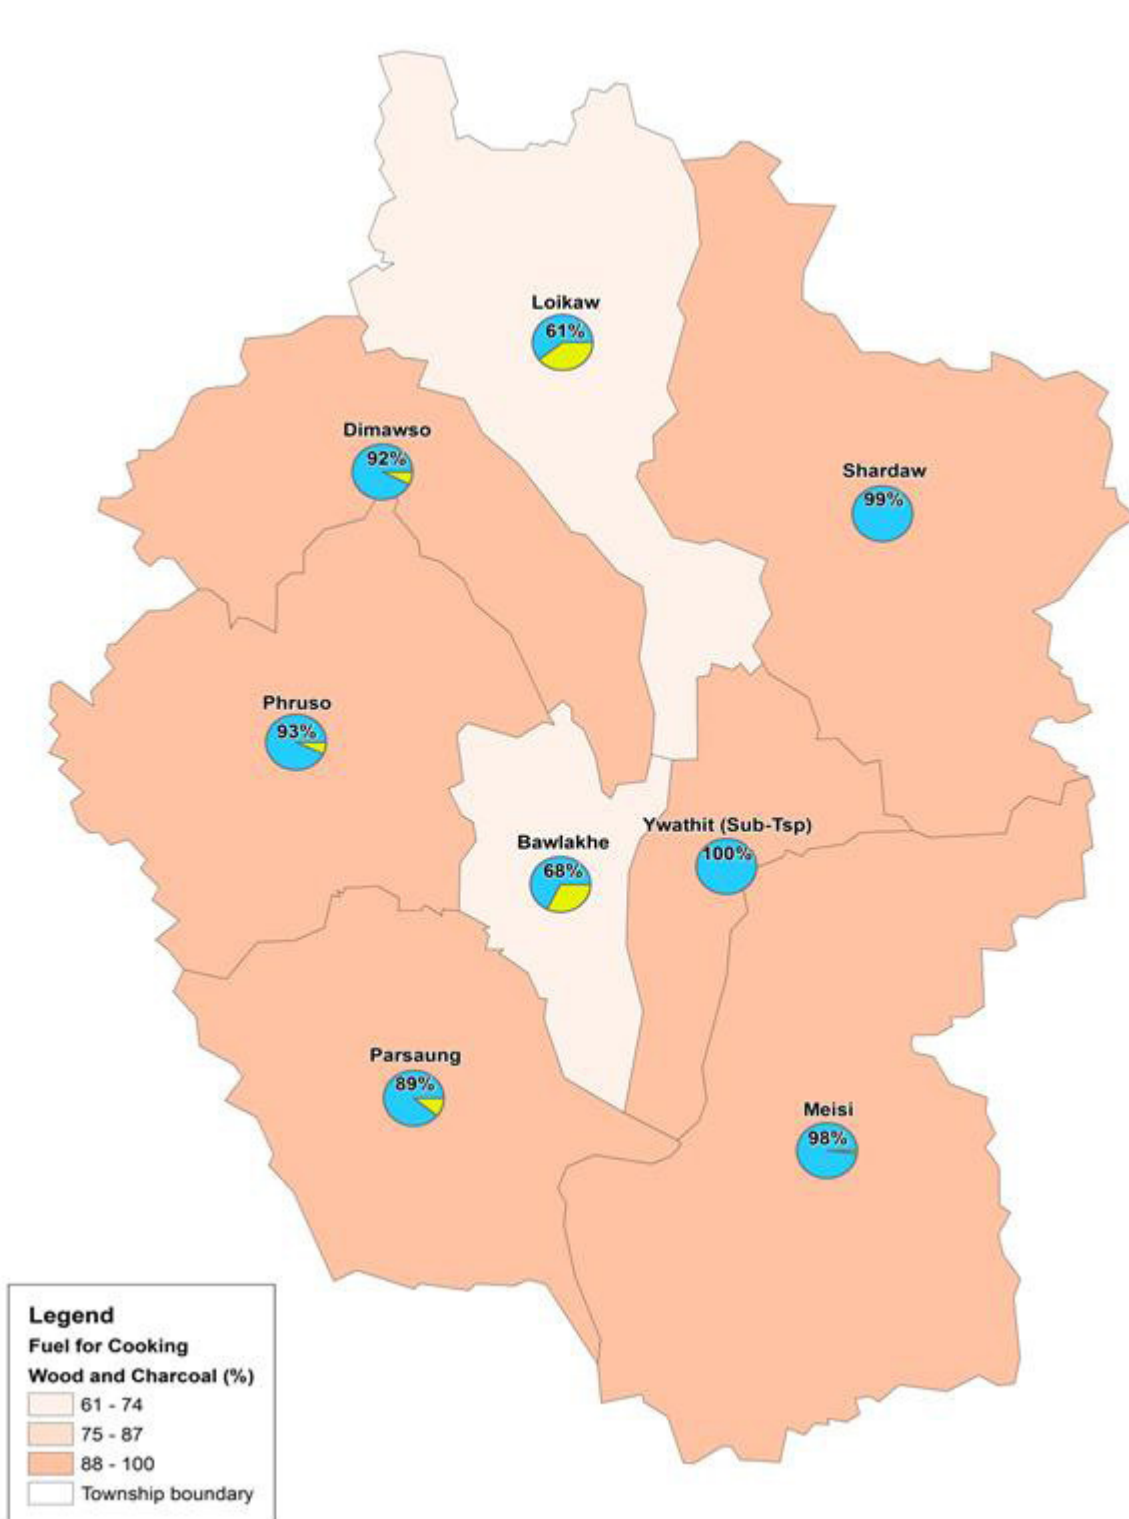 Loikaw
61%
Dimawso
92%
Shardaw
99%
Phruso
93%
Ywathit (Sub-Tsp)
100%
Bawlakhe
68%
Parsaung
89%
Meisi
98%
Legend
Fuel for Cooking
Wood and Charcoal (%)
61 - 74
75 - 87
88 - 100
Township boundary